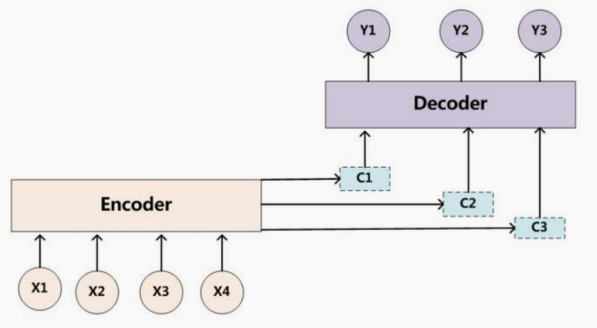 Y1 Y2 Y3
Decoder
C1
C2
C3
Encoder
X1 X2 X3 X4